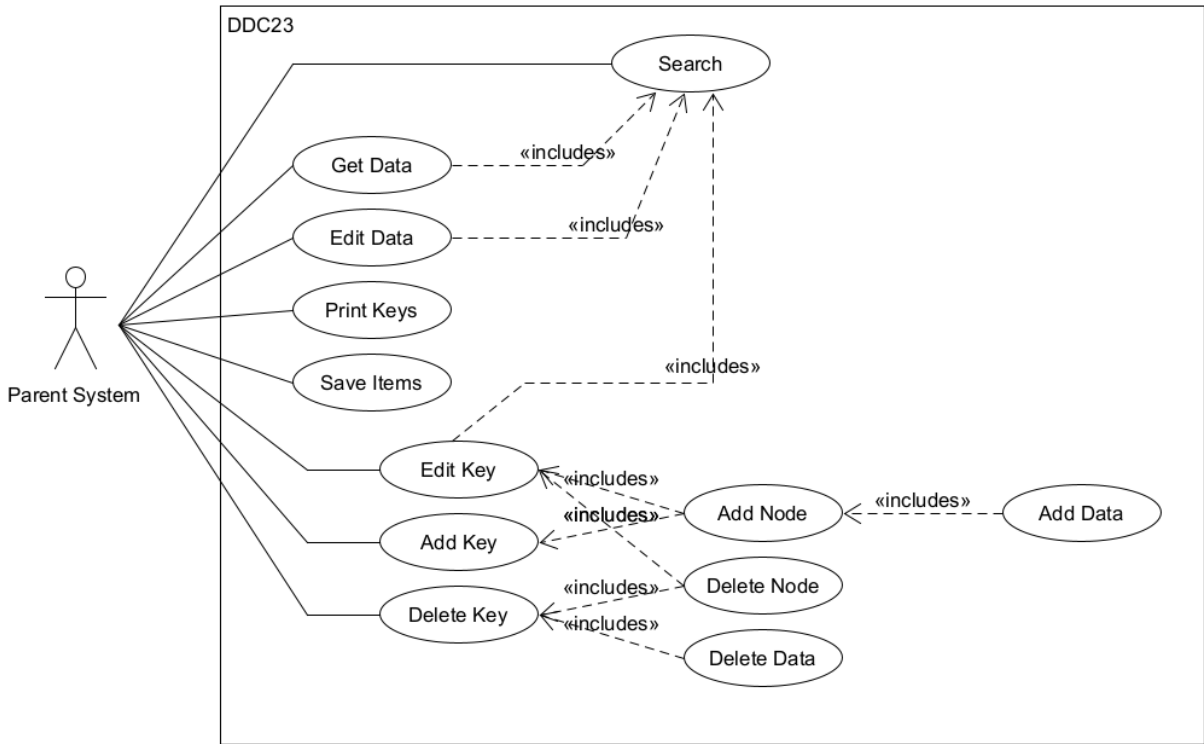 DDC23
Search
«includes»
Get Data
«includes»
Edit Data
Print Keys
«includes»
Save Items
Parent System
Edit Key
«includes»
«includes»
Add Node
«includes»
Add Data
«includes»
Add Key
Delete Node
«includes»
Delete Key
«includes»
Delete Data